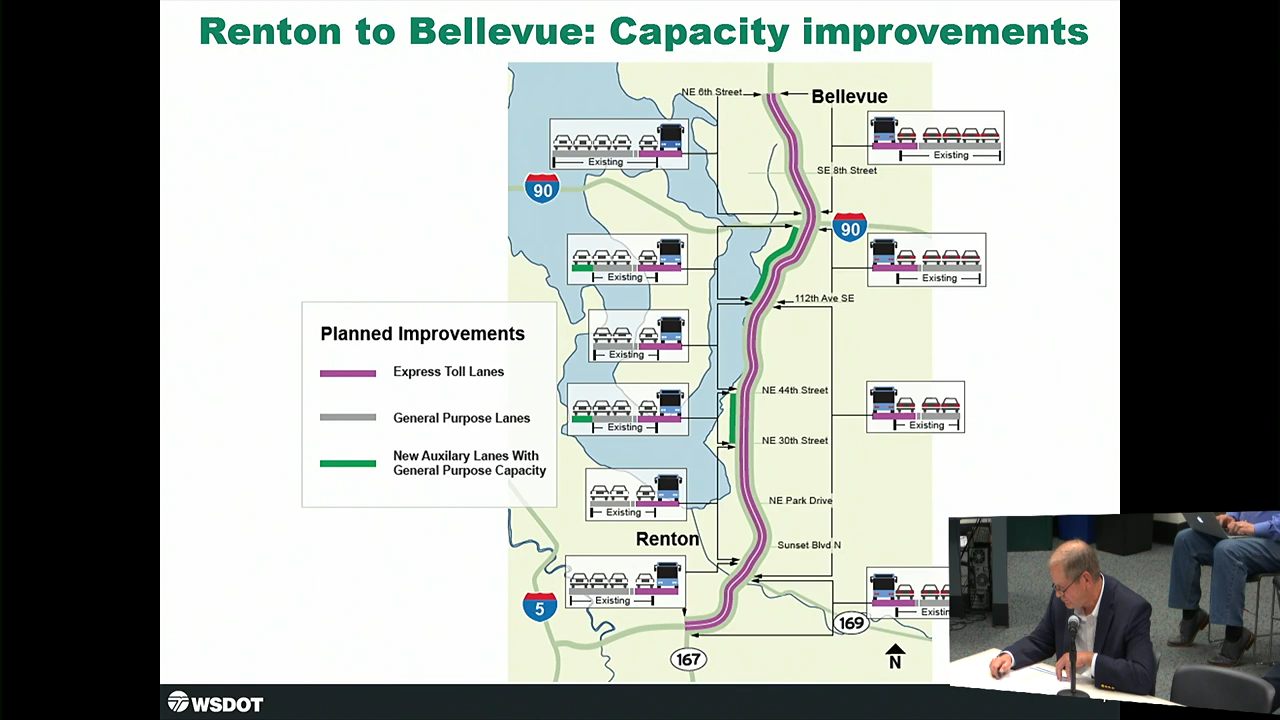 Renton to Bellevue: Capacity improvements
NE 6th Street
Bellevue
Existing
Existing
SE 8th Street
90
90
Existing
Existing
112th Ave SE
Planned Improvements
Express Toll Lanes
General Purpose Lanes
New Auxilary Lanes With
General Purpose Capacity
Existing
NE 44th Street
Existing
Existing
NE 30th Street
NE Park Drive
Existing
Renton
Sunset Blvd N
Existing
5
169
167
N
WSDOT